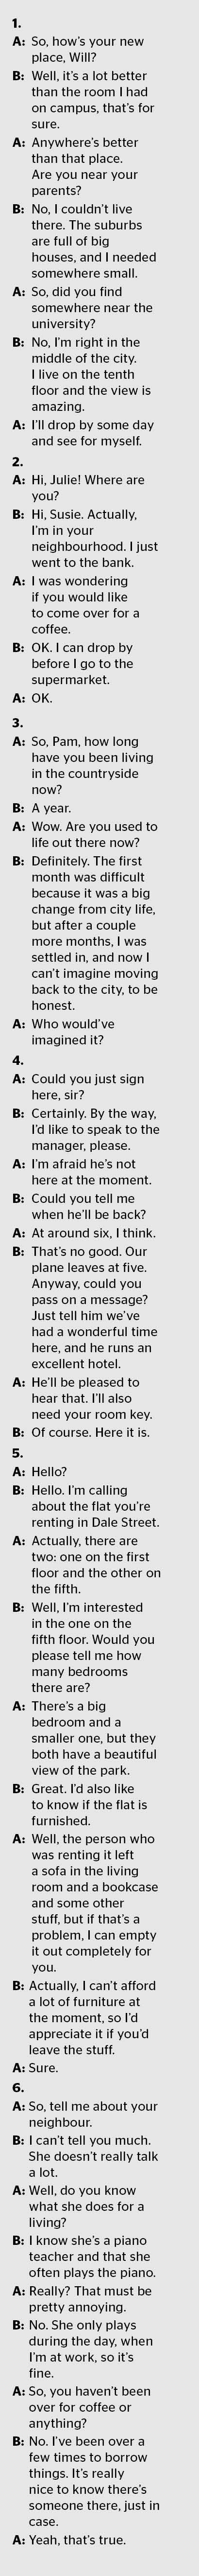 1.
A: So, how's your new
place, Will?
B: Well, it's a lot better
than the room I had
on campus, that's for
sure.
A: Anywhere's better
than that place.
Are you near your
parents?
B: No, I couldn't live
there. The suburbs
are full of big
houses, and I needed
somewhere small.
A: So, did you find
somewhere near the
university?
B: No, I'm right in the
middle of the city.
I live on the tenth
floor and the view is
amazing.
A: I'll drop by some day
and see for myself.
2.
A: Hi, Julie! Where are
you?
B: Hi, Susie. Actually,
I'm in your
neighbourhood. I just
went to the bank.
A: I was wondering
if you would like
to come over for a
coffee.
B: OK. I can drop by
before I go to the
supermarket.
A: OK.
3.
A: So, Pam, how long
have you been living
in the countryside
now?
B: A year.
A: Wow. Are you used to
life out there now?
B: Definitely. The first
month was difficult
because it was a big
change from city life,
but after a couple
more months, I was
settled in, and now I
can't imagine moving
back to the city, to be
honest.
A: Who would've
imagined it?
4.
A: Could you just sign
here, sir?
B: Certainly. By the way,
I'd like to speak to the
manager, please.
A: I'm afraid he's not
here at the moment.
B: Could you tell me
when he'll be back?
A: At around six, I think.
B: That's no good. Our
plane leaves at five.
Anyway, could you
pass on a message?
Just tell him we've
had a wonderful time
here, and he runs an
excellent hotel.
A: He'll be pleased to
hear that. I'll also
need your room key.
B: Of course. Here it is.
5.
A: Hello?
B: Hello. I'm calling
about the flat you're
renting in Dale Street.
A: Actually, there are
two: one on the first
floor and the other on
the fifth.
B: Well, I'm interested
in the one on the
fifth floor. Would you
please tell me how
many bedrooms
there are?
A: There's a big
bedroom and a
smaller one, but they
both have a beautiful
view of the park.
B: Great. I'd also like
to know if the flat is
furnished.
A: Well, the person who
was renting it left
a sofa in the living
room and a bookcase
and some other
stuff, but if that's a
problem, I can empty
it out completely for
you.
B: Actually, I can't afford
a lot of furniture at
the moment, so I'd
appreciate it if you'd
leave the stuff.
A: Sure.
6.
A: So, tell me about your
neighbour.
B: I can't tell you much.
She doesn't really talk
a lot.
A: Well, do you know
what she does for a
living?
B: I know she's a piano
teacher and that she
often plays the piano.
A: Really? That must be
pretty annoying.
B: No. She only plays
during the day, when
I'm at work, so it's
fine.
A: So, you haven't been
over for coffee or
anything?
B: No. I've been over a
few times to borrow
things. It's really
nice to know there's
someone there, just in
case.
A: Yeah, that's true.